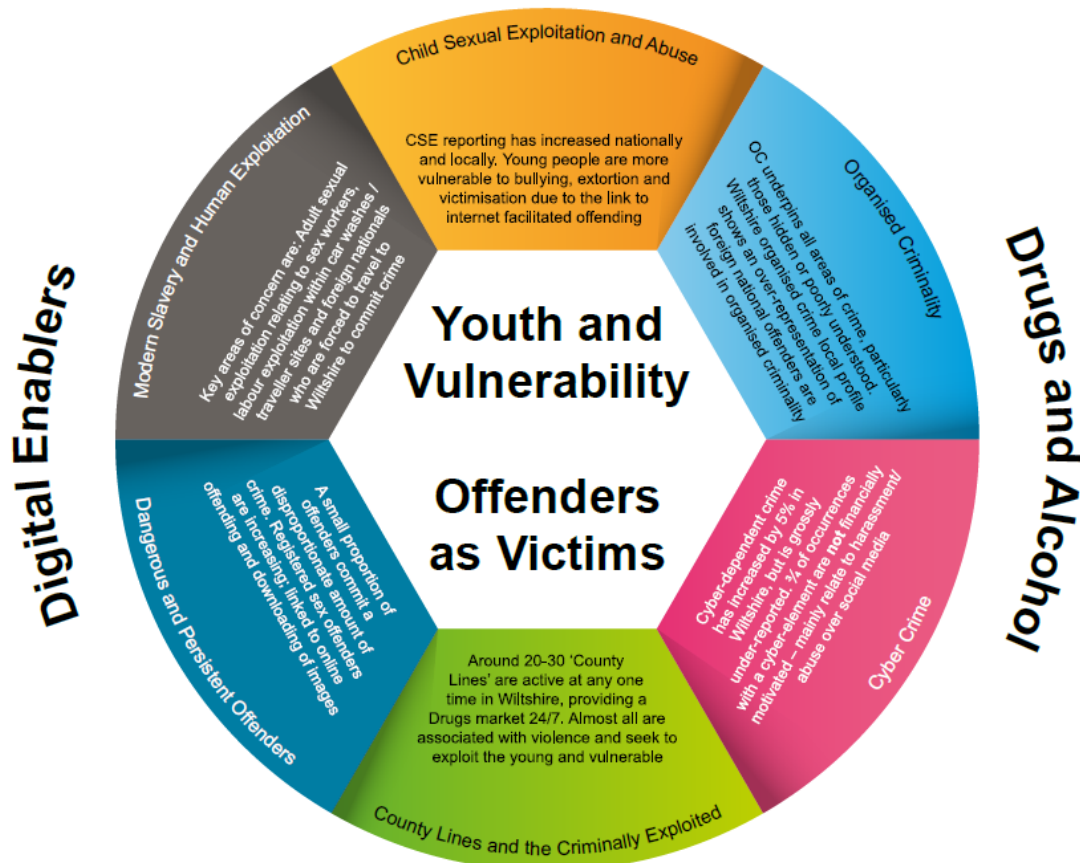 Child Sexual Exploitation and Abuse
CSE reporting has increased nationally
and locally. Young people are more
vulnerable to bullying, extortion and
victimisation due to the link to
internet facilitated offending
Organised Criminality
OC underpins all areas of crime, particularly
those hidden or poorly understood.
Wiltshire organised crime local profile
shows an over-representation of
foreign national offenders are
involved in organised criminality
Cyber Crime
Cyber-dependent crime
has increased by 5% in
Wiltshire, but is grossly
under-reported. ¾ of occurrences
with a cyber-element are not financially
motivated – mainly relate to harassment/
abuse over social media
County Lines and the Criminally Exploited
Around 20-30 ‘County
Lines’ are active at any one
time in Wiltshire, providing a
Drugs market 24/7. Almost all are
associated with violence and seek to
exploit the young and vulnerable
Dangerous and Persistent Offenders
A small proportion of
offenders commit a
disproportionate amount of
crime. Registered sex offenders
are increasing; linked to online
offending and downloading of images
Modern Slavery and Human Exploitation
Key areas of concern are: Adult sexual
exploitation relating to sex workers,
labour exploitation within car washes /
traveller sites and foreign nationals
who are forced to travel to
Wiltshire to commit crime
Youth and
Vulnerability
Offenders
as Victims
Digital Enablers
Drugs and Alcohol